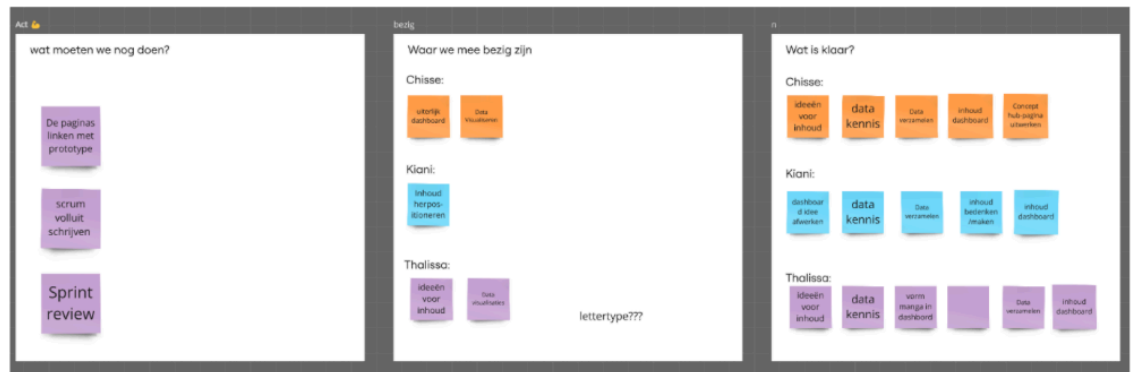 Act 💪
wat moeten we nog doen?
De paginas
linken met
prototype
scrum
volluit
schrijven
Sprint
review
bezig
Waar we mee bezig zijn
Chisse:
uiterlijk
dashboard
Data
Visualiseren
Kiani:
Inhoud
herpos-
itioneren
Thalissa:
ideeën
voor
inhoud
Data
visualisaties
lettertype???
n
Wat is klaar?
Chisse:
ideeën
voor
inhoud
data
kennis
Data
verzamelen
inhoud
dashboard
Concept
hub-pagina
uitwerken
Kiani:
dashboar
d idee
afwerken
data
kennis
Data
verzamelen
inhoud
bedenken
/maken
inhoud
dashboard
Thalissa:
ideeën
voor
inhoud
data
kennis
vorm
manga in
dashbord
Data
verzamelen
inhoud
dashboard